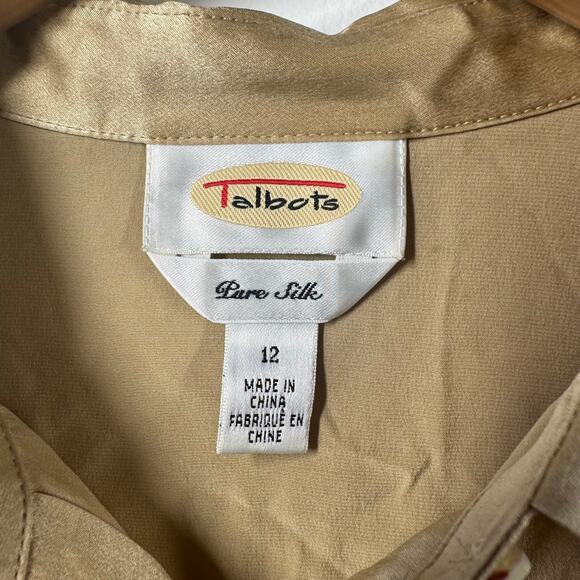 Talbots
Pure Silk
12
MADE IN
CHINA
FABRIQUÉ EN
CHINE